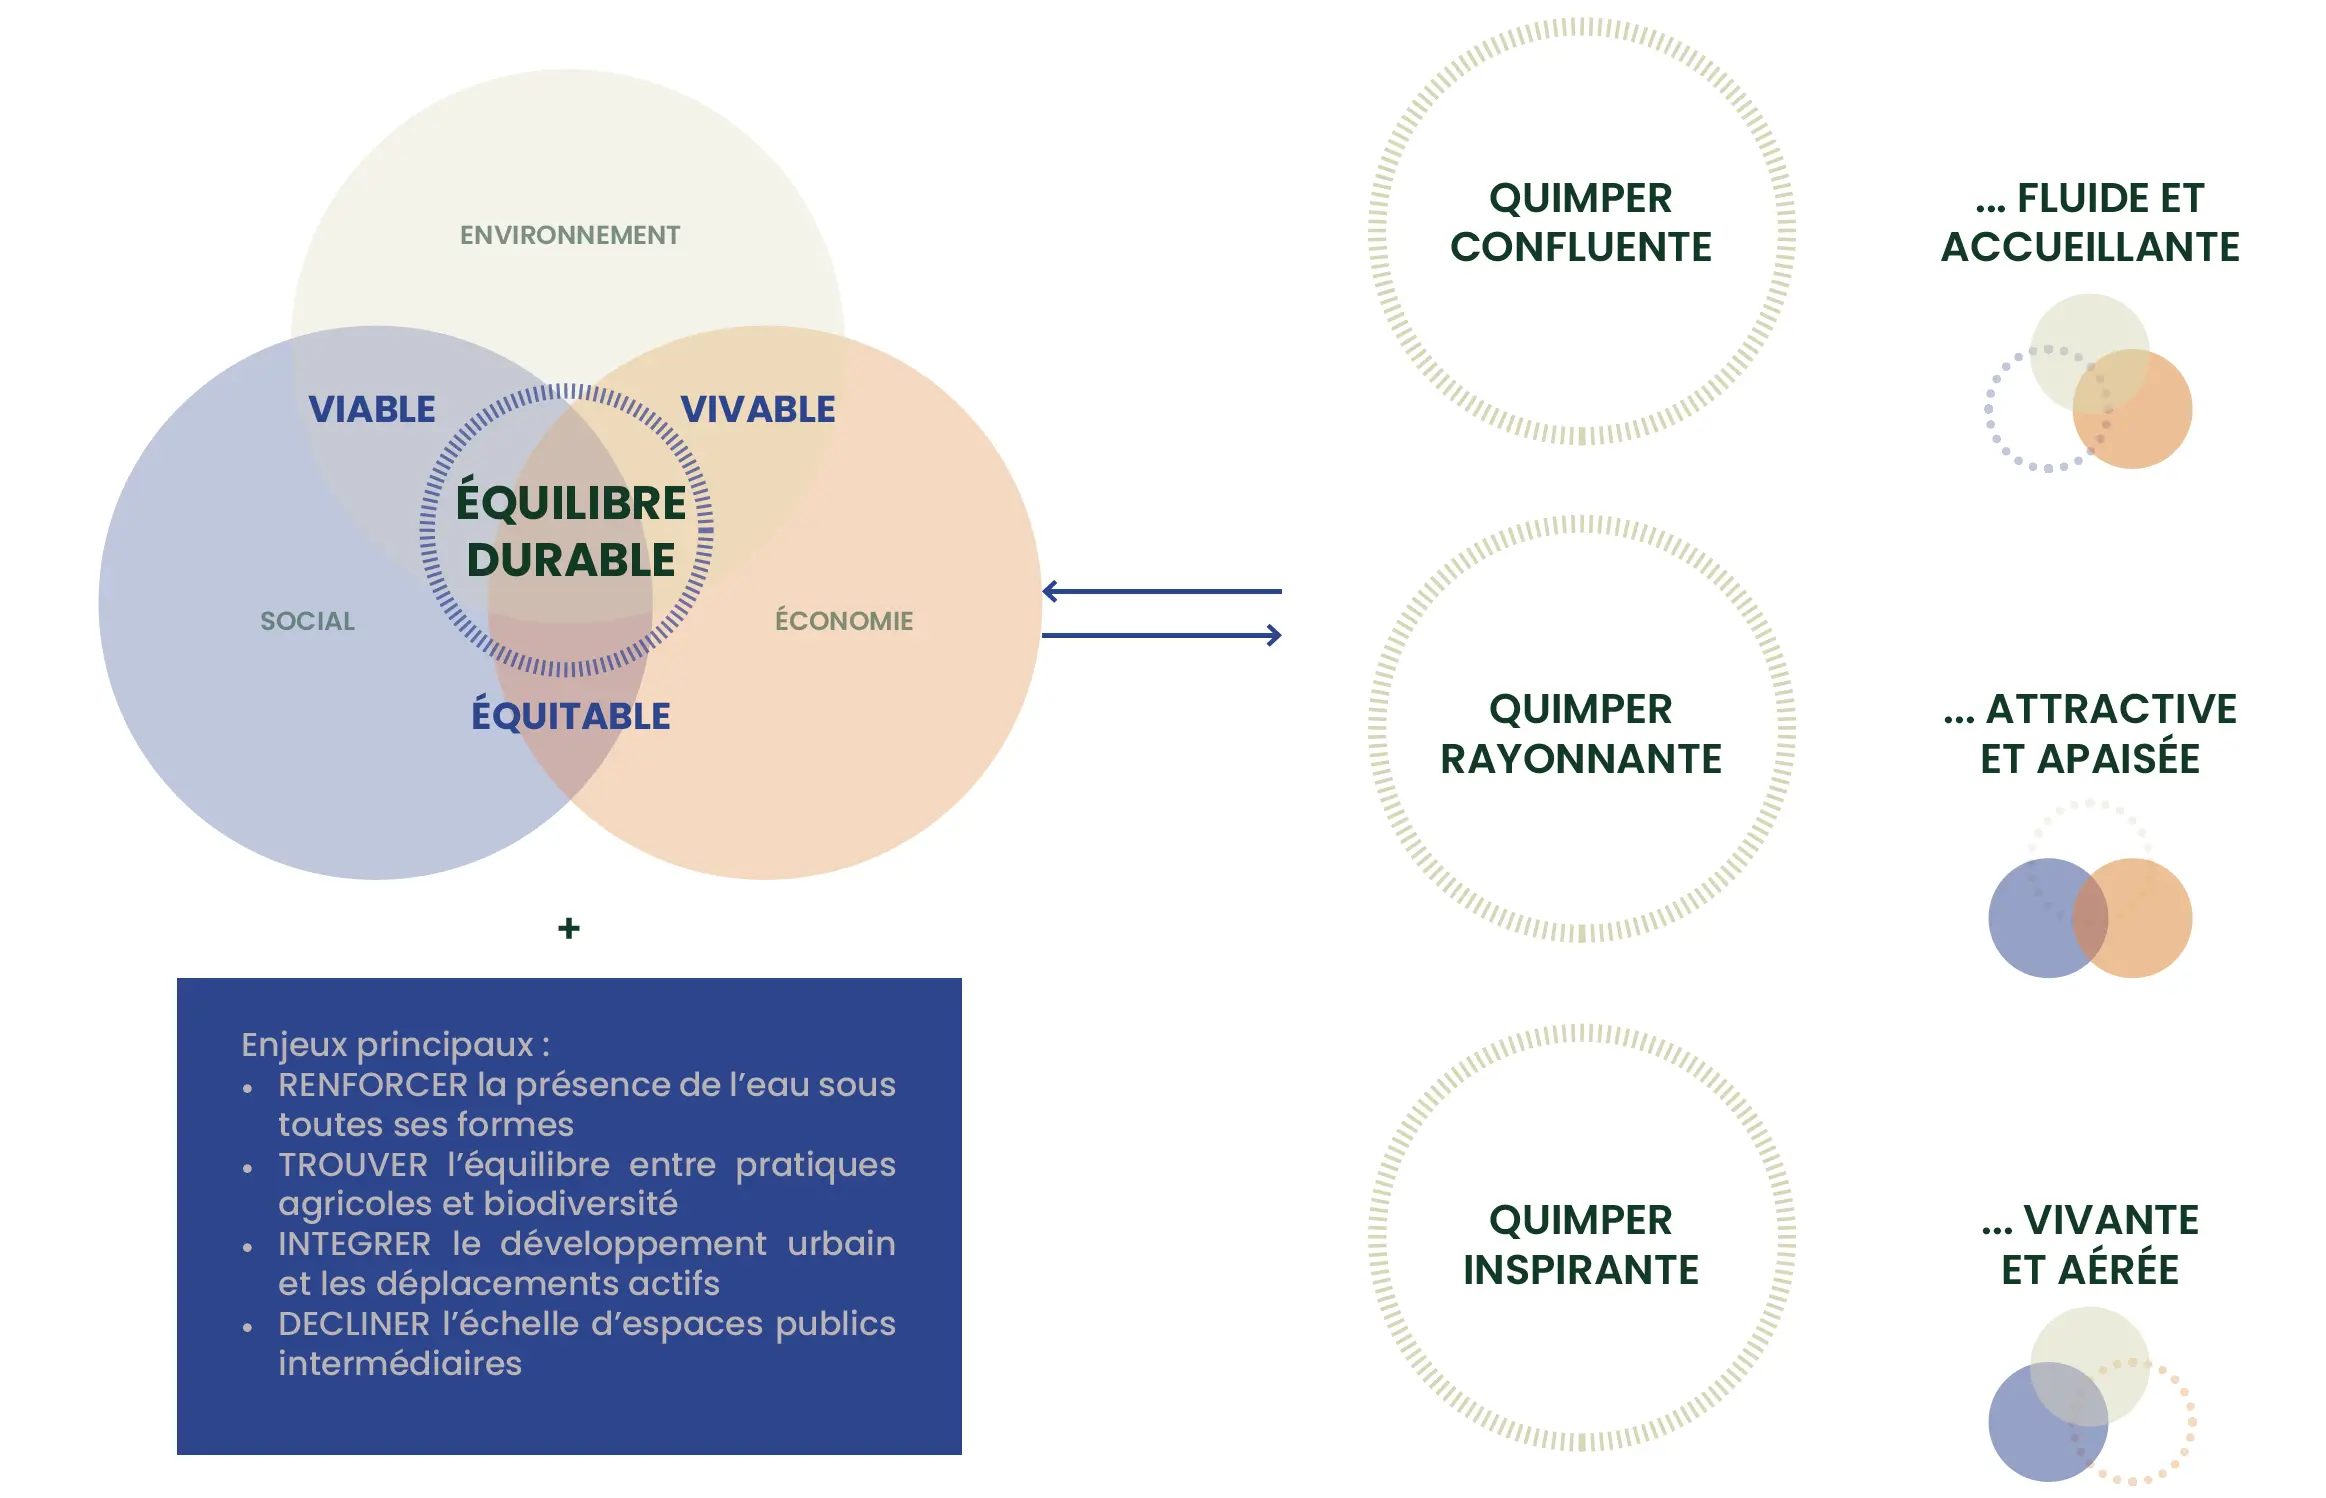 ENVIRONNEMENT
VIABLE
VIVABLE
ÉQUILIBRE
DURABLE
SOCIAL
ÉCONOMIE
ÉQUITABLE
+
Enjeux principaux :
• RENFORCER la présence de l’eau sous
toutes ses formes
• TROUVER l’équilibre entre pratiques
agricoles et biodiversité
• INTEGRER le développement urbain
et les déplacements actifs
• DECLINER l’échelle d’espaces publics
intermédiaires
QUIMPER
CONFLUENTE
... FLUIDE ET
ACCUEILLANTE
QUIMPER
RAYONNANTE
... ATTRACTIVE
ET APAISÉE
QUIMPER
INSPIRANTE
... VIVANTE
ET AÉRÉE